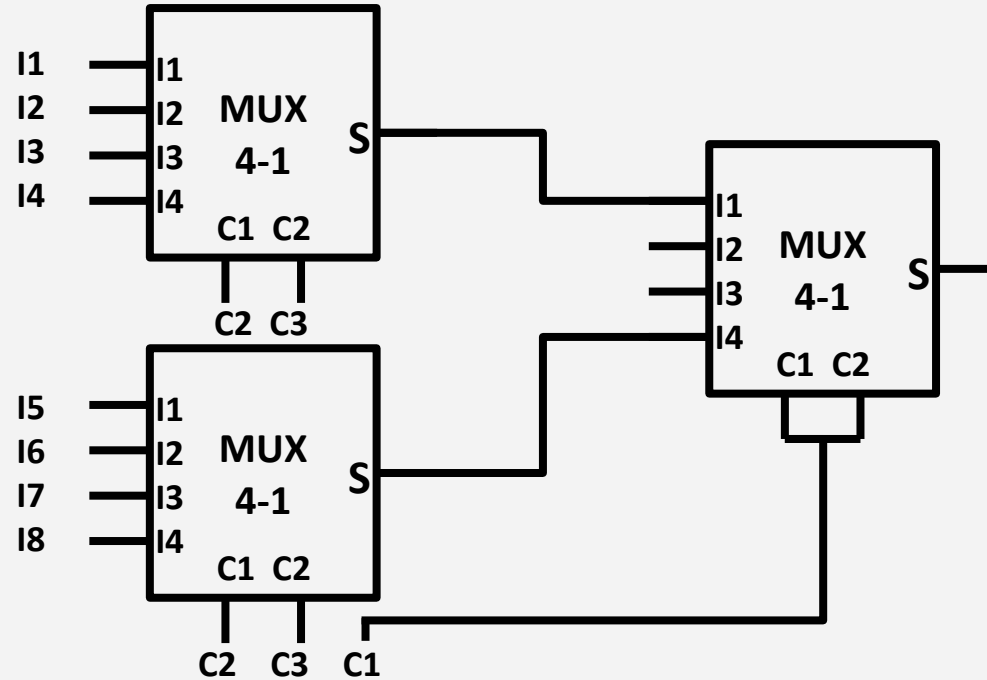 I1
I2
I3
I4
I1
I2
I3
I4
MUX
4-1
S
C1 C2
C2 C3
I5
I6
I7
I8
I1
I2
I3
I4
MUX
4-1
S
C1 C2
C2 C3 C1
I1
I2
I3
I4
MUX
4-1
S
C1 C2